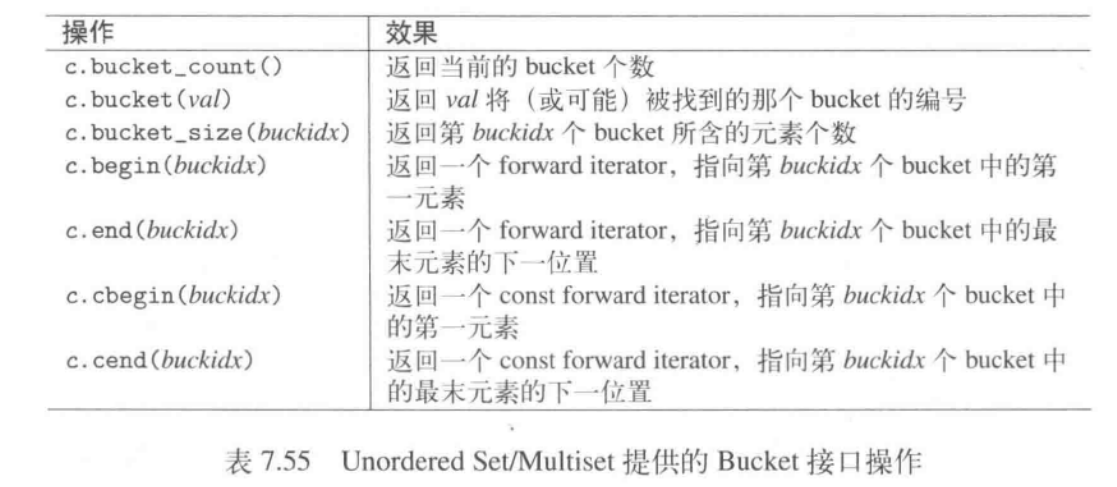 操作 效果
c.bucket_count() 返回当前的 bucket 个数
c.bucket(val) 返回 val 将（或可能）被找到的那个 bucket 的编号
c.bucket_size(buckidx) 返回第 buckidx 个 bucket 所含的元素个数
c.begin(buckidx) 返回一个 forward iterator，指向第 buckidx 个 bucket 中的第
一元素
c.end(buckidx) 返回一个 forward iterator，指向第 buckidx 个 bucket 中的最
末元素的下一位置
c.cbegin(buckidx) 返回一个 const forward iterator，指向第 buckidx 个 bucket 中
的第一元素
c.cend(buckidx) 返回一个 const forward iterator，指向第 buckidx 个 bucket 中
的最末元素的下一位置
表 7.55 Unordered Set/Multiset 提供的 Bucket 接口操作